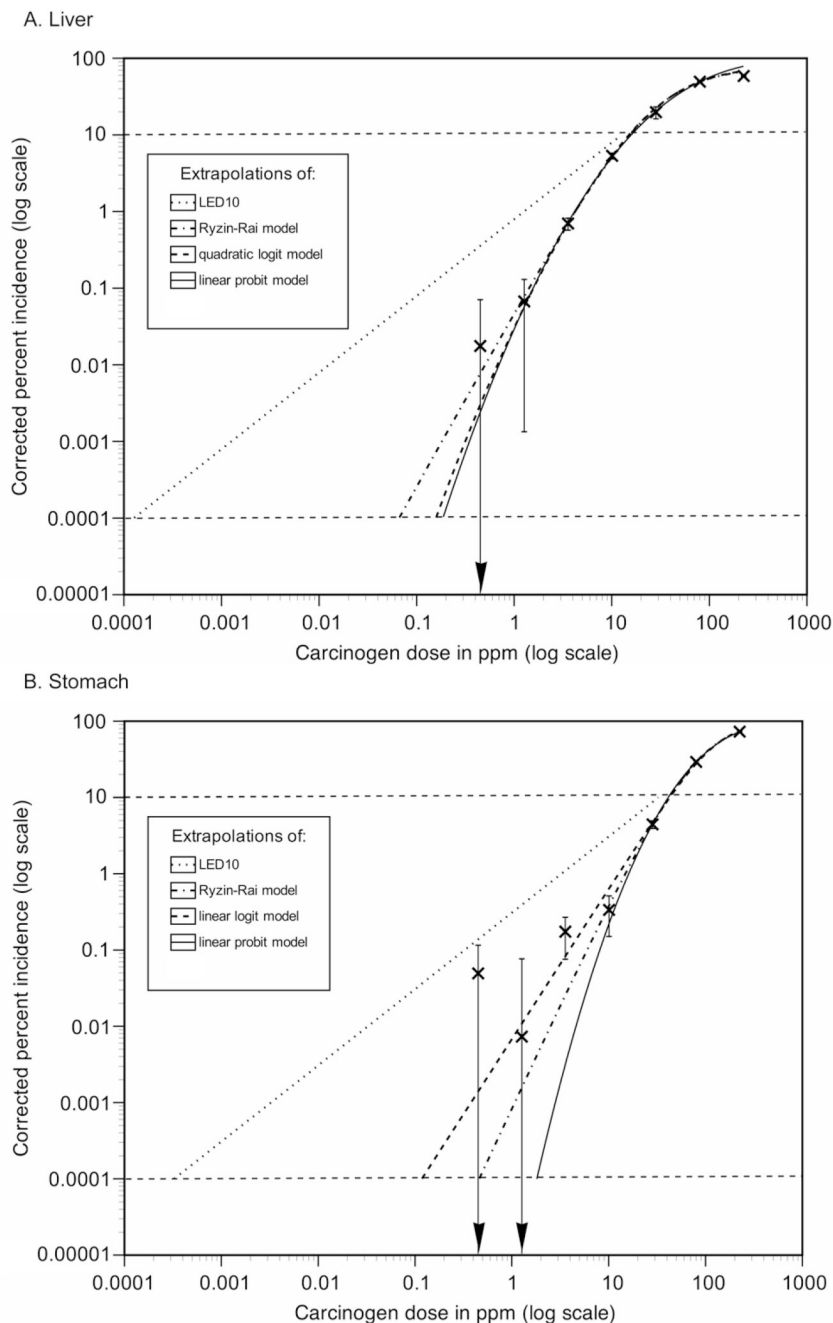 A. Liver
100
10
1
0.1
0.01
0.001
0.0001
0.00001
Corrected percent incidence (log scale)
Extrapolations of:
LED10
Ryzin-Rai model
quadratic logit model
linear probit model
0.0001
0.001
0.01
0.1
1
10
100
1000
Carcinogen dose in ppm (log scale)
B. Stomach
100
10
1
0.1
0.01
0.001
0.0001
0.00001
Corrected percent incidence (log scale)
Extrapolations of:
LED10
Ryzin-Rai model
linear logit model
linear probit model
0.0001
0.001
0.01
0.1
1
10
100
1000
Carcinogen dose in ppm (log scale)